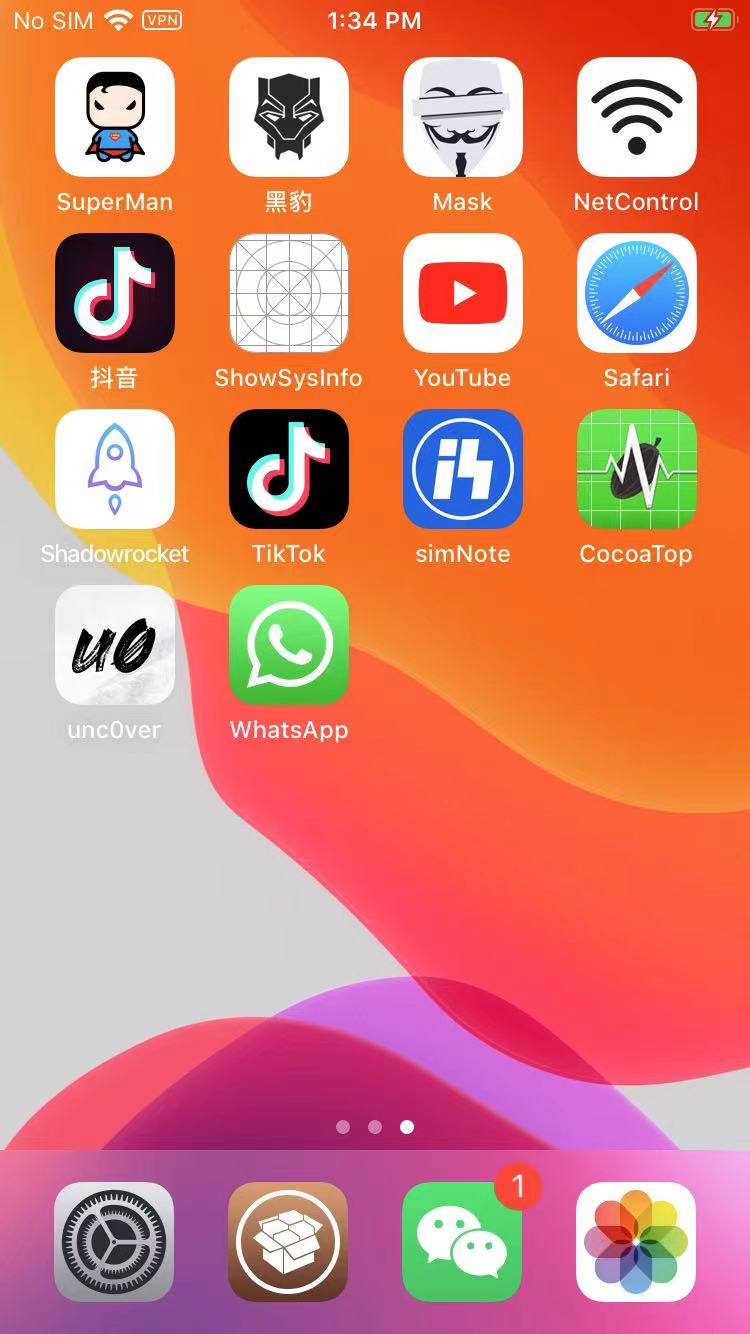 No SIM VPN 1:34 PM
SuperMan 黑豹 Mask NetControl
抖音 ShowSysInfo YouTube Safari
Shadowrocket TikTok simNote CocoaTop
u0
unc0ver WhatsApp
1